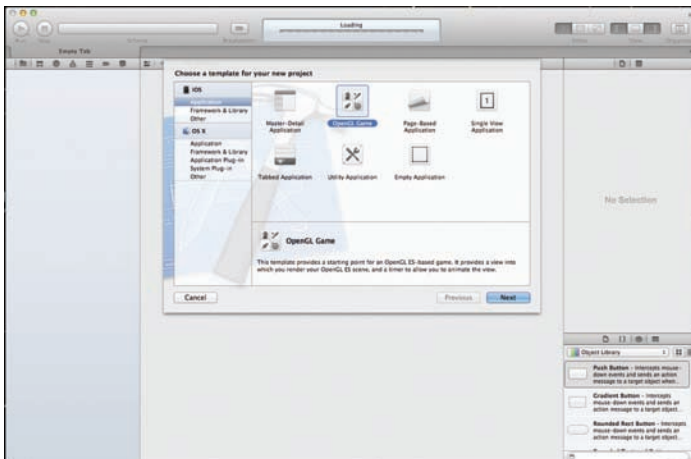 Loading
Empty Tab
Choose a template for your new project
iOS
Application
Framework & Library
Other
OS X
Application
Framework & Library
Application Plug-in
System Plug-in
Other
Master-Detail Application
OpenGL Game
Page-Based Application
Single View Application
Tabbed Application
Utility Application
Empty Application
OpenGL Game
This template provides a starting point for an OpenGL ES-based game. It provides a view into
which you render your OpenGL ES scene, and a timer to allow you to animate the view.
Cancel
Previous
Next
No Selection
Object Library
Push Button - Intercepts mouse-
down events and sends an action
message to a target object when...
Gradient Button - Intercepts
mouse-down events and sends an
action message to a target object...
Rounded Rect Button - Intercepts
mouse-down events and sends an
action message to a target object...